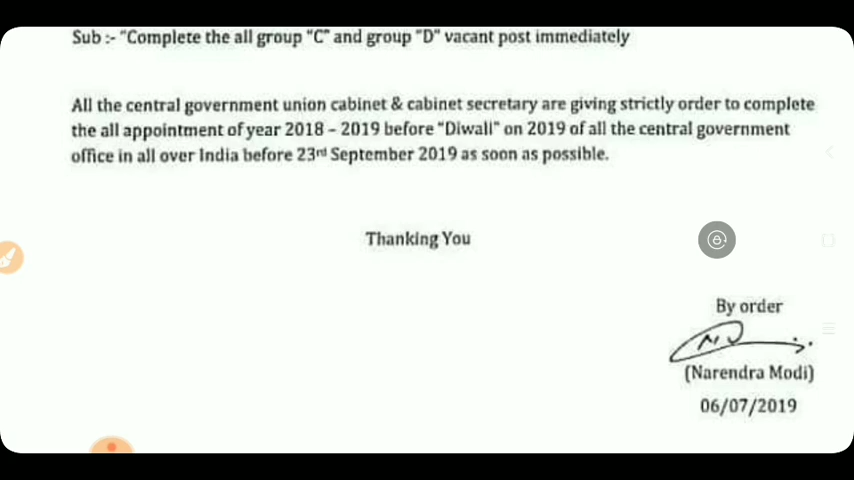 Sub :- "Complete the all group "C" and group "D" vacant post immediately
All the central government union cabinet & cabinet secretary are giving strictly order to complete
the all appointment of year 2018 – 2019 before "Diwali" on 2019 of all the central government
office in all over India before 23rd September 2019 as soon as possible.
Thanking You
By order
(Narendra Modi)
06/07/2019